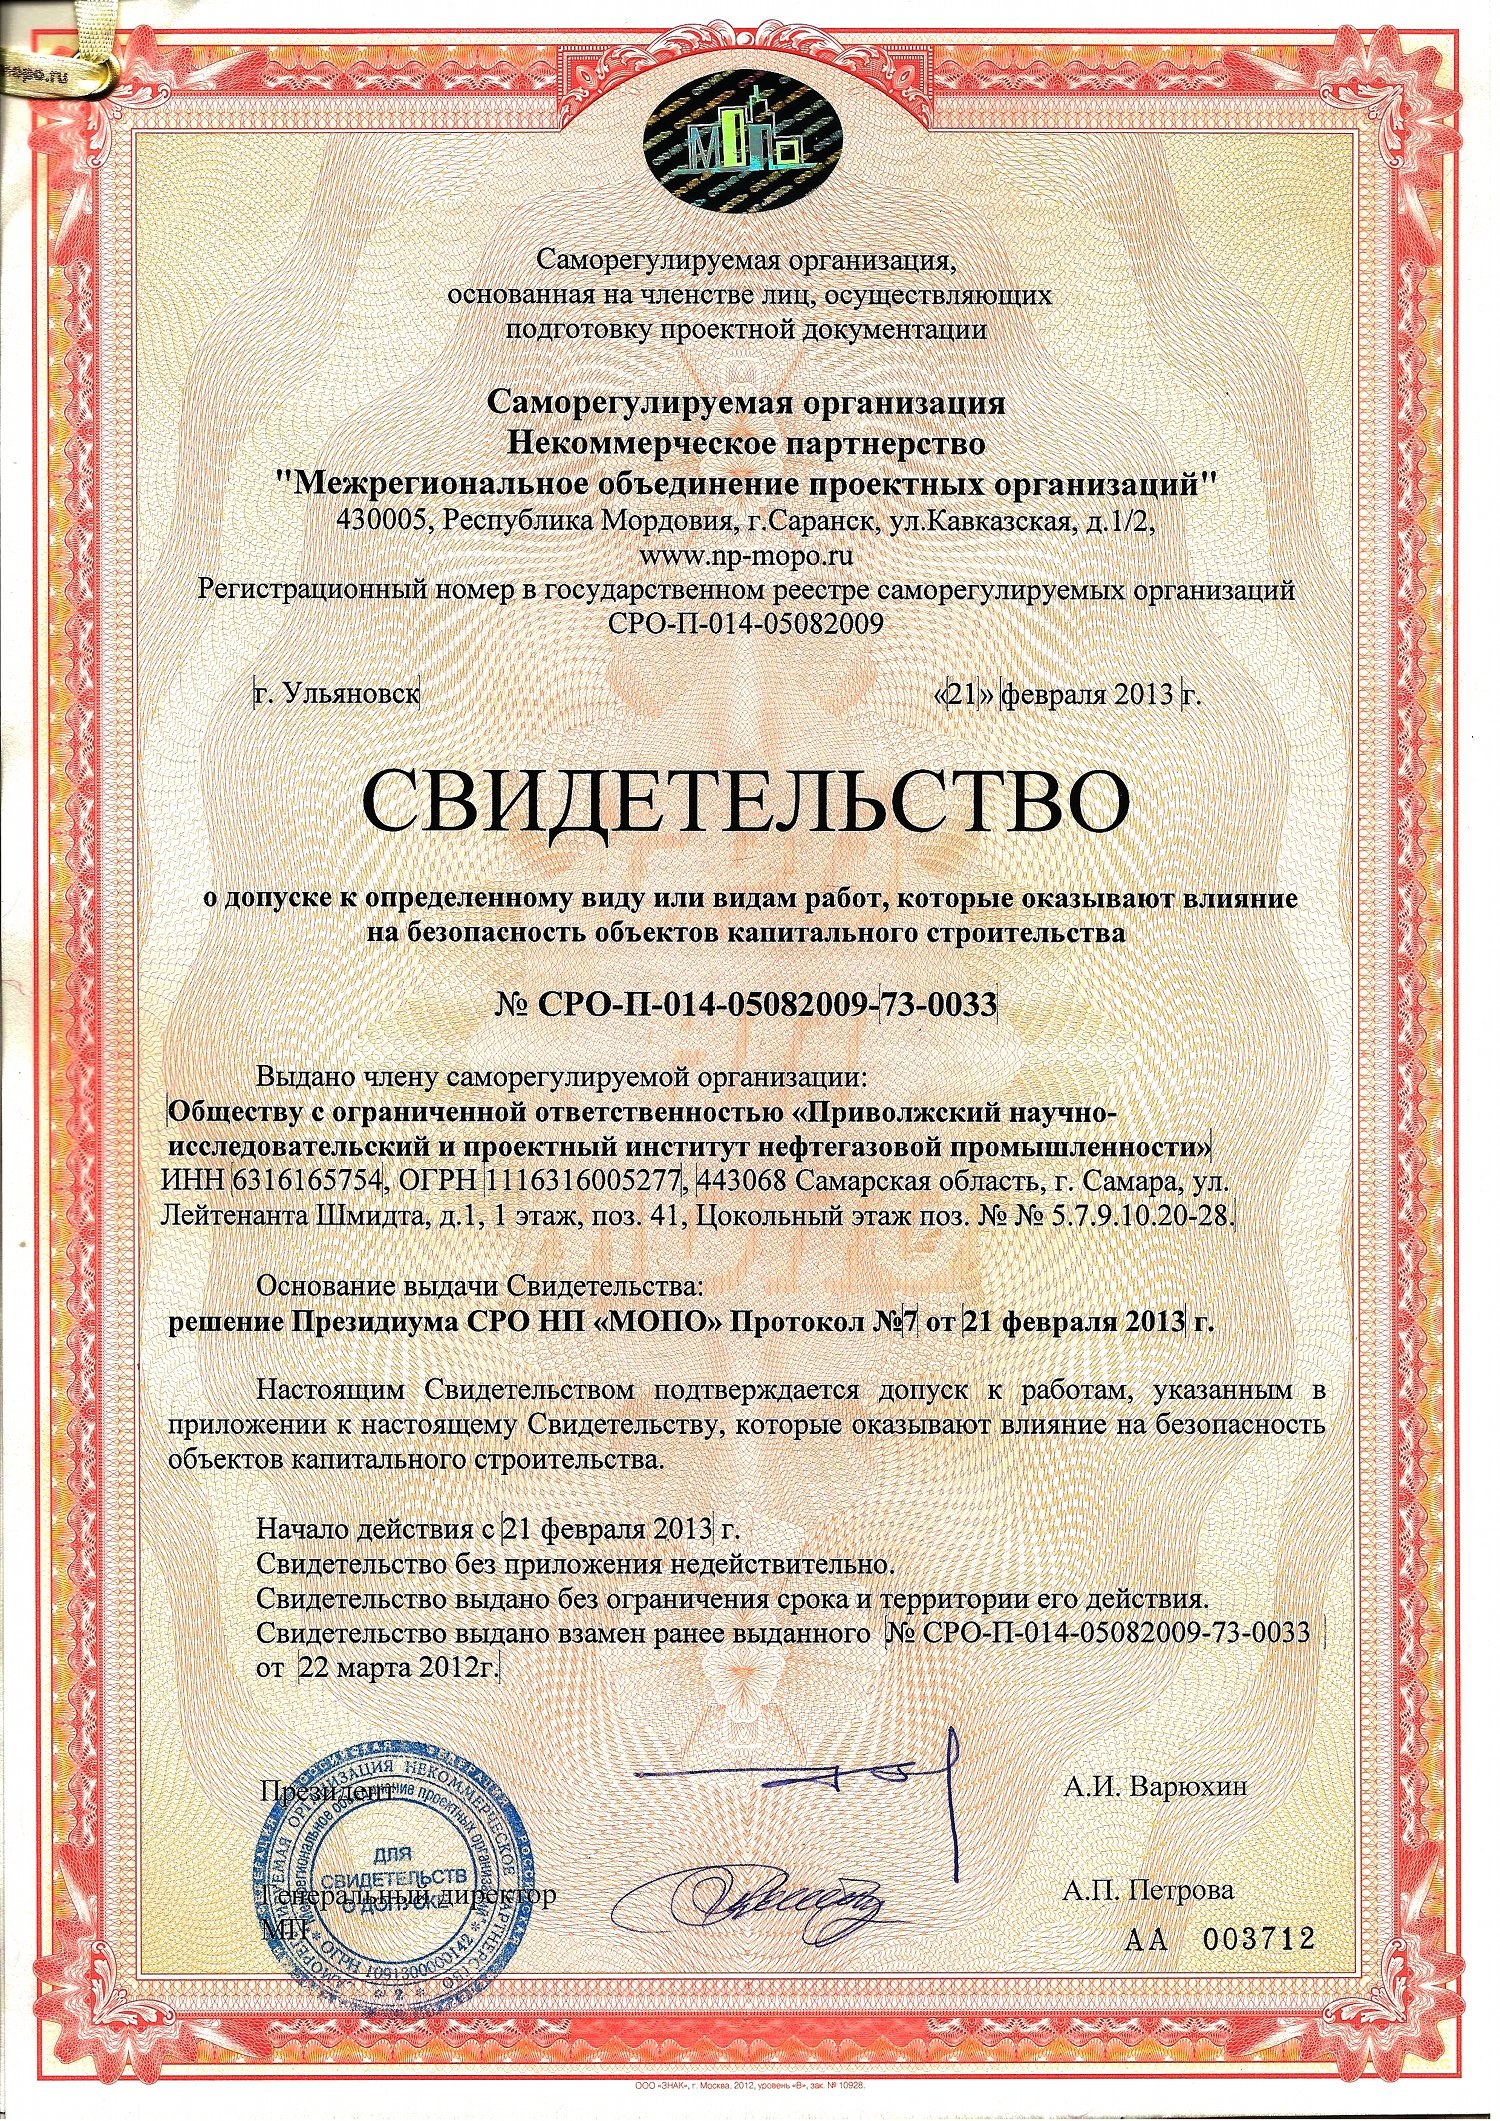 mopo.ru
МОПО
Саморегулируемая организация,
основанная на членстве лиц, осуществляющих
подготовку проектной документации
Саморегулируемая организация
Некоммерческое партнерство
"Межрегиональное объединение проектных организаций"
430005, Республика Мордовия, г.Саранск, ул.Кавказская, д.1/2,
www.np-mopo.ru
Регистрационный номер в государственном реестре саморегулируемых организаций
СРО-П-014-05082009
г. Ульяновск «21» февраля 2013 г.
СВИДЕТЕЛЬСТВО
о допуске к определенному виду или видам работ, которые оказывают влияние
на безопасность объектов капитального строительства
№ СРО-П-014-05082009-73-0033
Выдано члену саморегулируемой организации:
Обществу с ограниченной ответственностью «Приволжский научно-
исследовательский и проектный институт нефтегазовой промышленности»
ИНН 6316165754, ОГРН 1116316005277, 443068 Самарская область, г. Самара, ул.
Лейтенанта Шмидта, д.1, 1 этаж, поз. 41, Цокольный этаж поз. № № 5.7.9.10.20-28.
Основание выдачи Свидетельства:
решение Президиума СРО НП «МОПО» Протокол №7 от 21 февраля 2013 г.
Настоящим Свидетельством подтверждается допуск к работам, указанным в
приложении к настоящему Свидетельству, которые оказывают влияние на безопасность
объектов капитального строительства.
Начало действия с 21 февраля 2013 г.
Свидетельство без приложения недействительно.
Свидетельство выдано без ограничения срока и территории его действия.
Свидетельство выдано взамен ранее выданного № СРО-П-014-05082009-73-0033
от 22 марта 2012г.
Президент А.И. Варюхин
Генеральный директор А.П. Петрова
МП
АА 003712
ДЛЯ
СВИДЕТЕЛЬСТВ
О ДОПУСКЕ
ОГРН 1091300000142
ООО «ЗНАК», г. Москва, 2012, уровень «В», зак. № 10928.